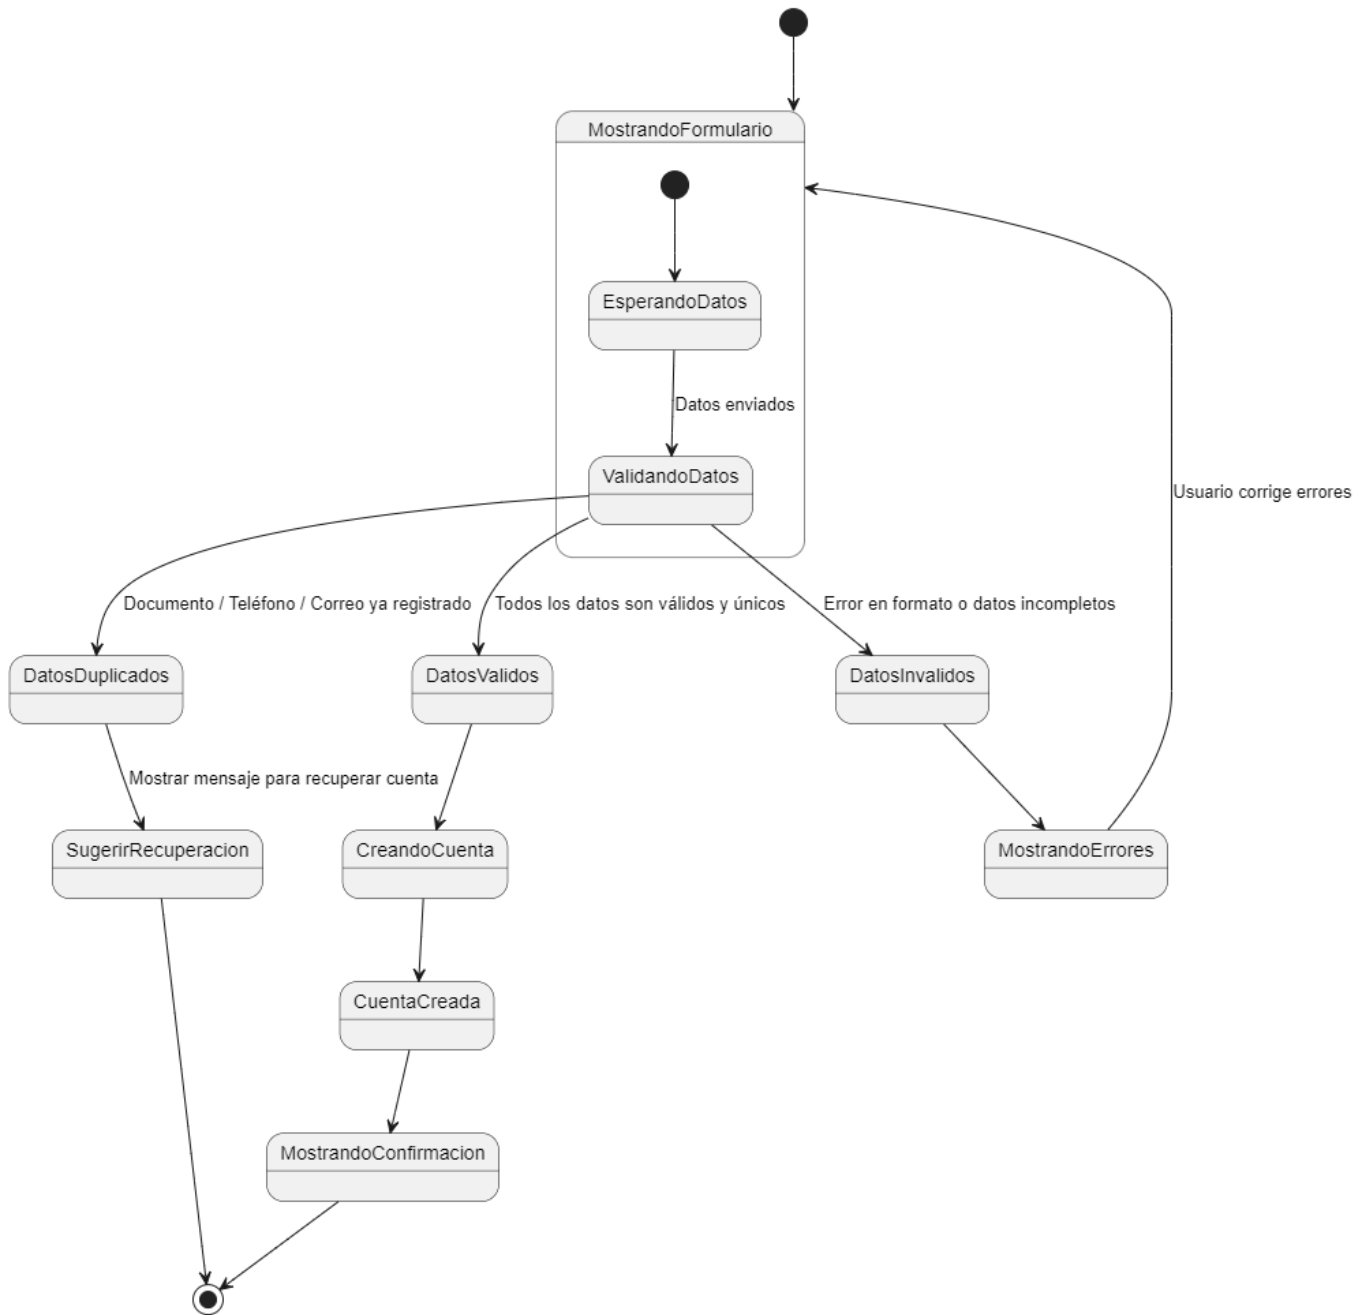 MostrandoFormulario
EsperandoDatos
Datos enviados
ValidandoDatos
Usuario corrige errores
Documento / Teléfono / Correo ya registrado
Todos los datos son válidos y únicos
Error en formato o datos incompletos
DatosDuplicados
DatosValidos
DatosInvalidos
Mostrar mensaje para recuperar cuenta
SugerirRecuperacion
CreandoCuenta
MostrandoErrores
CuentaCreada
MostrandoConfirmacion